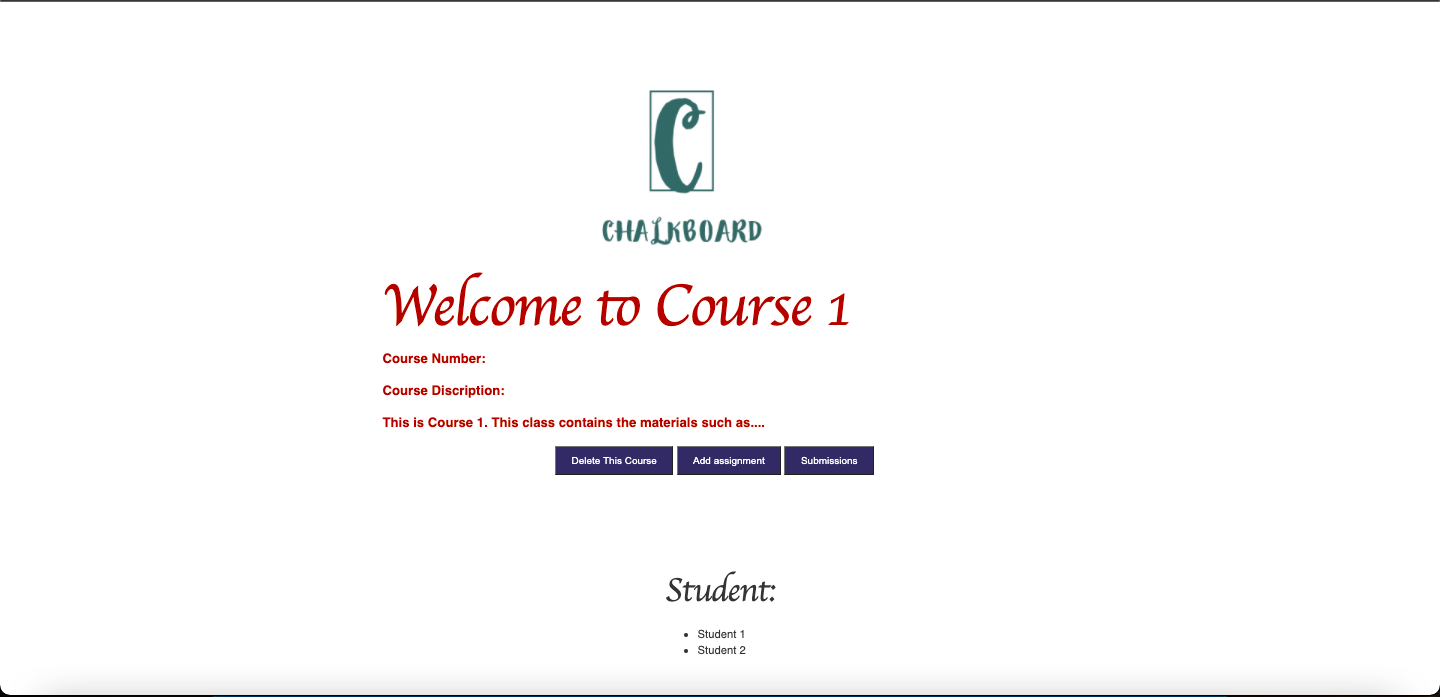 C
CHALKBOARD
Welcome to Course 1
Course Number:
Course Discription:
This is Course 1. This class contains the materials such as....
Delete This Course Add assignment Submissions
Student:
Student 1
Student 2